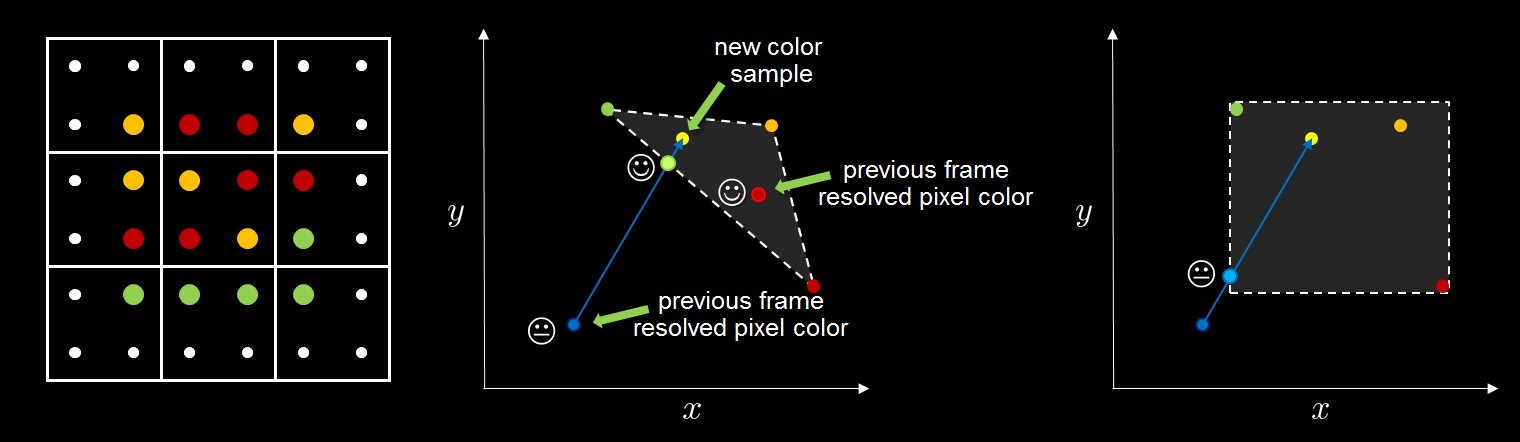 new color
sample
previous frame
resolved pixel color
y
previous frame
resolved pixel color
x
y
x